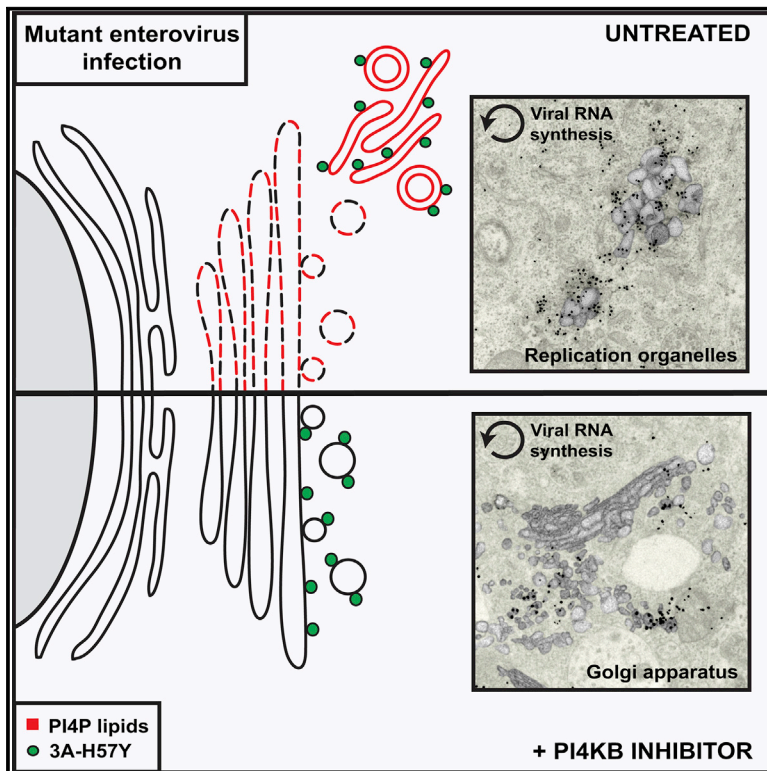 Mutant enterovirus
infection
UNTREATED
Viral RNA
synthesis
Replication organelles
Viral RNA
synthesis
Golgi apparatus
PI4P lipids
3A-H57Y
+ PI4KB INHIBITOR